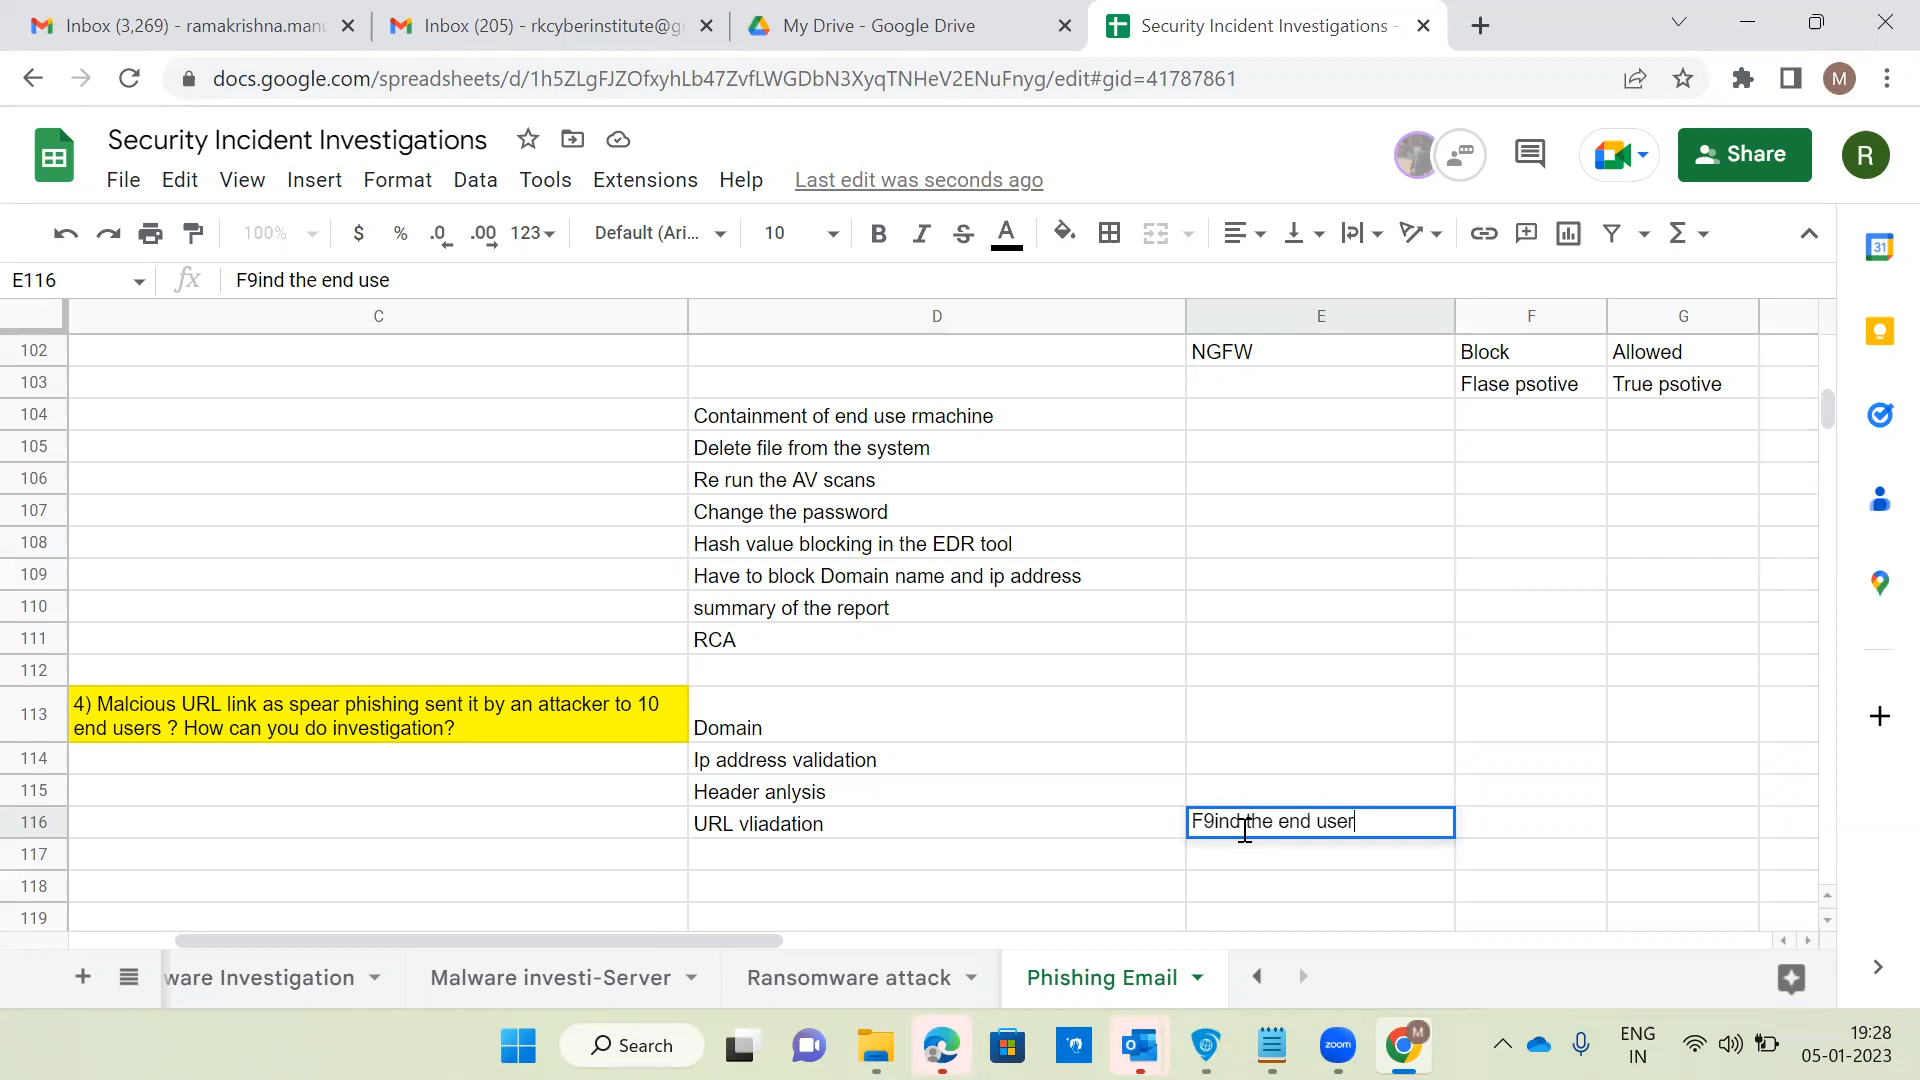 Inbox (3,269) - ramakrishna.man
Inbox (205) - rkcyberinstitute@g
My Drive - Google Drive
Security Incident Investigations -
docs.google.com/spreadsheets/d/1h5ZLgFJZOfxyhLb47ZvfLWGDbN3XyqTNHeV2ENuFnyg/edit#gid=41787861
M
Security Incident Investigations
Share
R
File Edit View Insert Format Data Tools Extensions Help Last edit was seconds ago
100% $ % .0 .00 123 Default (Ari... 10 B I S A
E116 fx F9ind the end use
C D E F G
102 NGFW Block Allowed
103 Flase psotive True psotive
104 Containment of end use rmachine
105 Delete file from the system
106 Re run the AV scans
107 Change the password
108 Hash value blocking in the EDR tool
109 Have to block Domain name and ip address
110 summary of the report
111 RCA
112
4) Malcious URL link as spear phishing sent it by an attacker to 10
113 end users ? How can you do investigation? Domain
114 Ip address validation
115 Header anlysis
116 URL vliadation F9ind the end user
117
118
119
ware Investigation Malware investi-Server Ransomware attack Phishing Email
31
Search
zoom
M
ENG
IN
19:28
05-01-2023